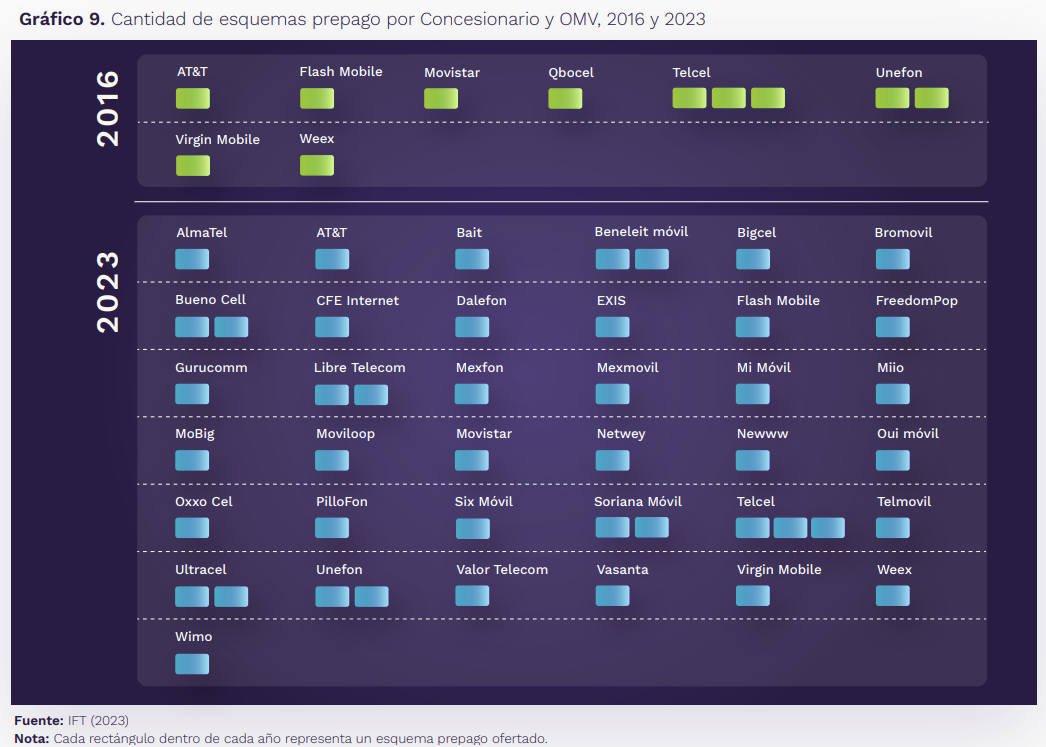 Gráfico 9. Cantidad de esquemas prepago por Concesionario y OMV, 2016 y 2023
2016
AT&T Flash Mobile Movistar Qbocel Telcel Unefon
Virgin Mobile Weex
2023
AlmaTel AT&T Bait Beneleit móvil Bigcel Bromovil
Bueno Cell CFE Internet Dalefon EXIS Flash Mobile FreedomPop
Gurucomm Libre Telecom Mexfon Mexmovil Mi Móvil Miio
MoBig Moviloop Movistar Netwey Newww Oui móvil
Oxxo Cel PilloFon Six Móvil Soriana Móvil Telcel Telmovil
Ultracel Unefon Valor Telecom Vasanta Virgin Mobile Weex
Wimo
Fuente: IFT (2023)
Nota: Cada rectángulo dentro de cada año representa un esquema prepago ofertado.